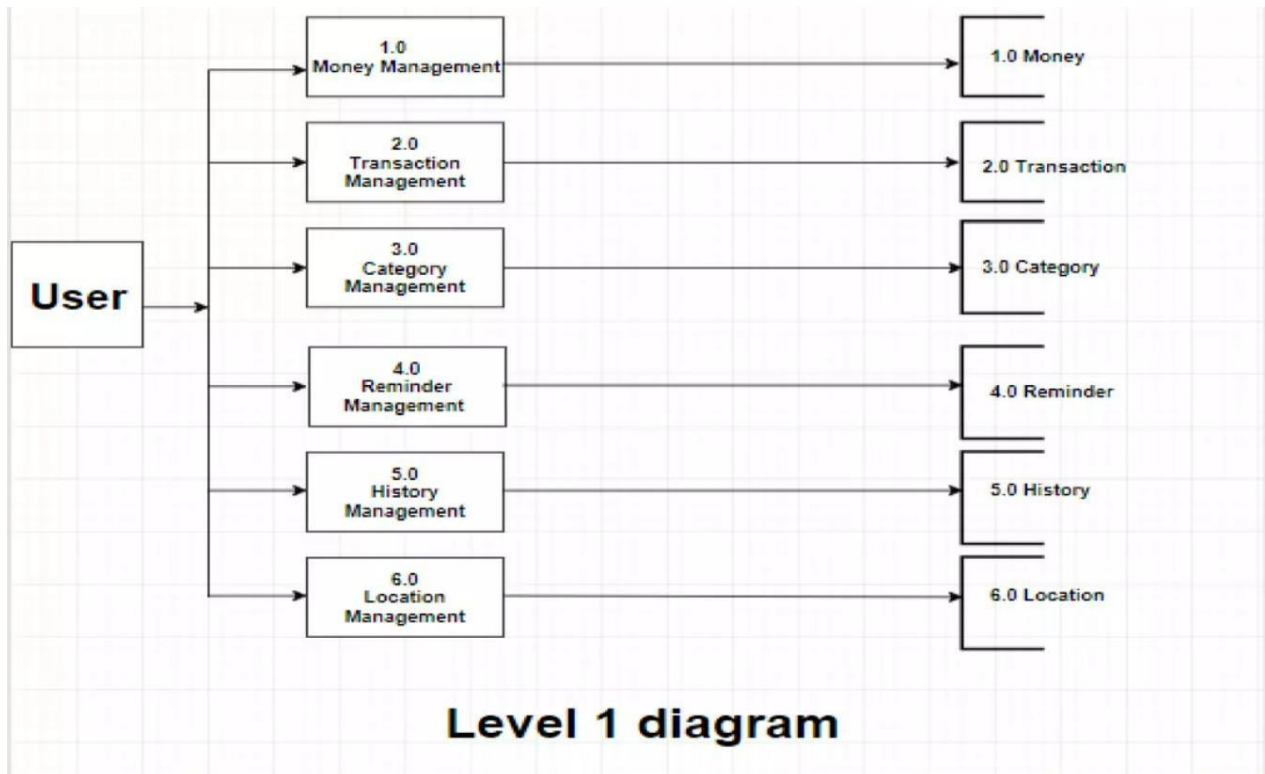 1.0
Money Management
1.0 Money
2.0
Transaction
Management
2.0 Transaction
3.0
Category
Management
3.0 Category
User
4.0
Reminder
Management
4.0 Reminder
5.0
History
Management
5.0 History
6.0
Location
Management
6.0 Location
Level 1 diagram